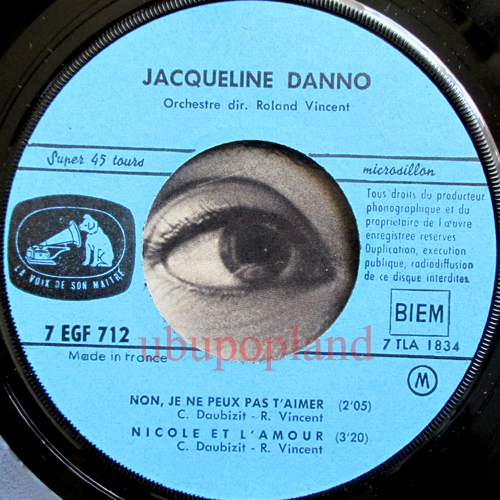 JACQUELINE DANNO
Orchestre dir. Roland Vincent
Super 45 tours
microsillon
Tous droits du producteur
phonographique et du
proprietaire de l'œuvre
enregistrée reserves
Duplication, execution
publique, radiodiffusion
de ce disque interdites.
LA VOIX DE SON MAITRE
BIEM
7 EGF 712
7 TLA 1834
ubupopland
Made in France
M
NON, JE NE PEUX PAS T'AIMER (2'05)
C. Daubizit - R. Vincent
NICOLE ET L'AMOUR (3'20)
C. Daubizit - R. Vincent